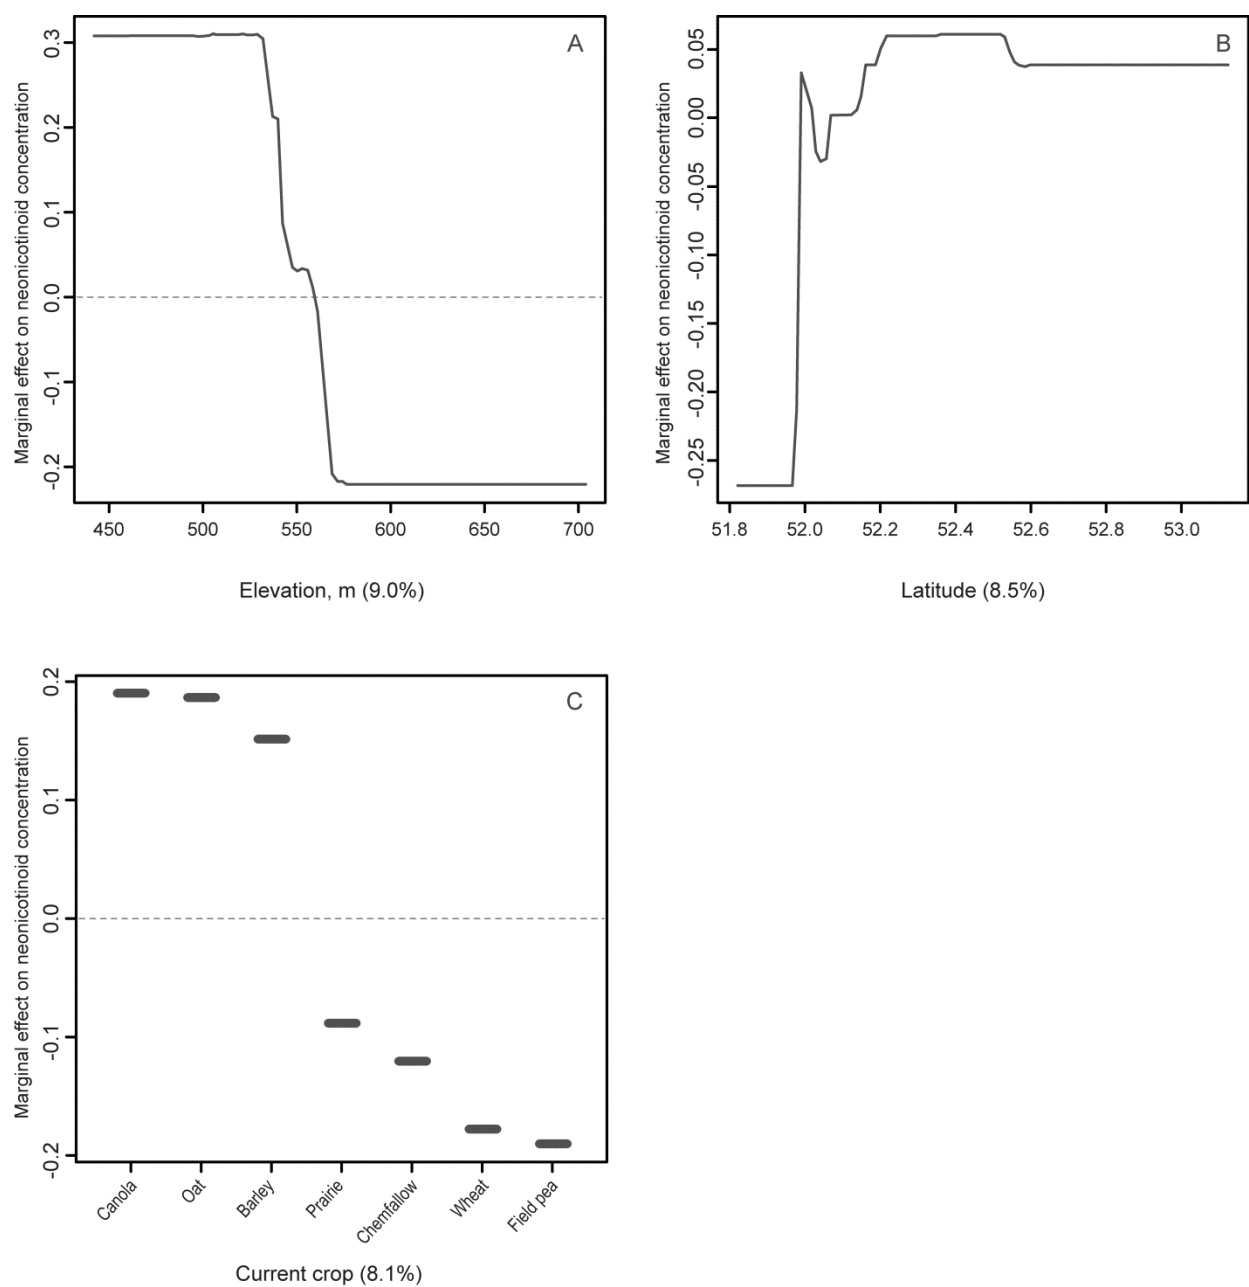 A
Marginal effect on neonicotinoid concentration
0.3
0.2
0.1
0.0
-0.1
-0.2
450 500 550 600 650 700
Elevation, m (9.0%)
B
Marginal effect on neonicotinoid concentration
0.05
0.00
-0.05
-0.10
-0.15
-0.20
-0.25
51.8 52.0 52.2 52.4 52.6 52.8 53.0
Latitude (8.5%)
C
Marginal effect on neonicotinoid concentration
0.2
0.1
0.0
-0.1
-0.2
Canola Oat Barley Prairie Chemfallow Wheat Field pea
Current crop (8.1%)